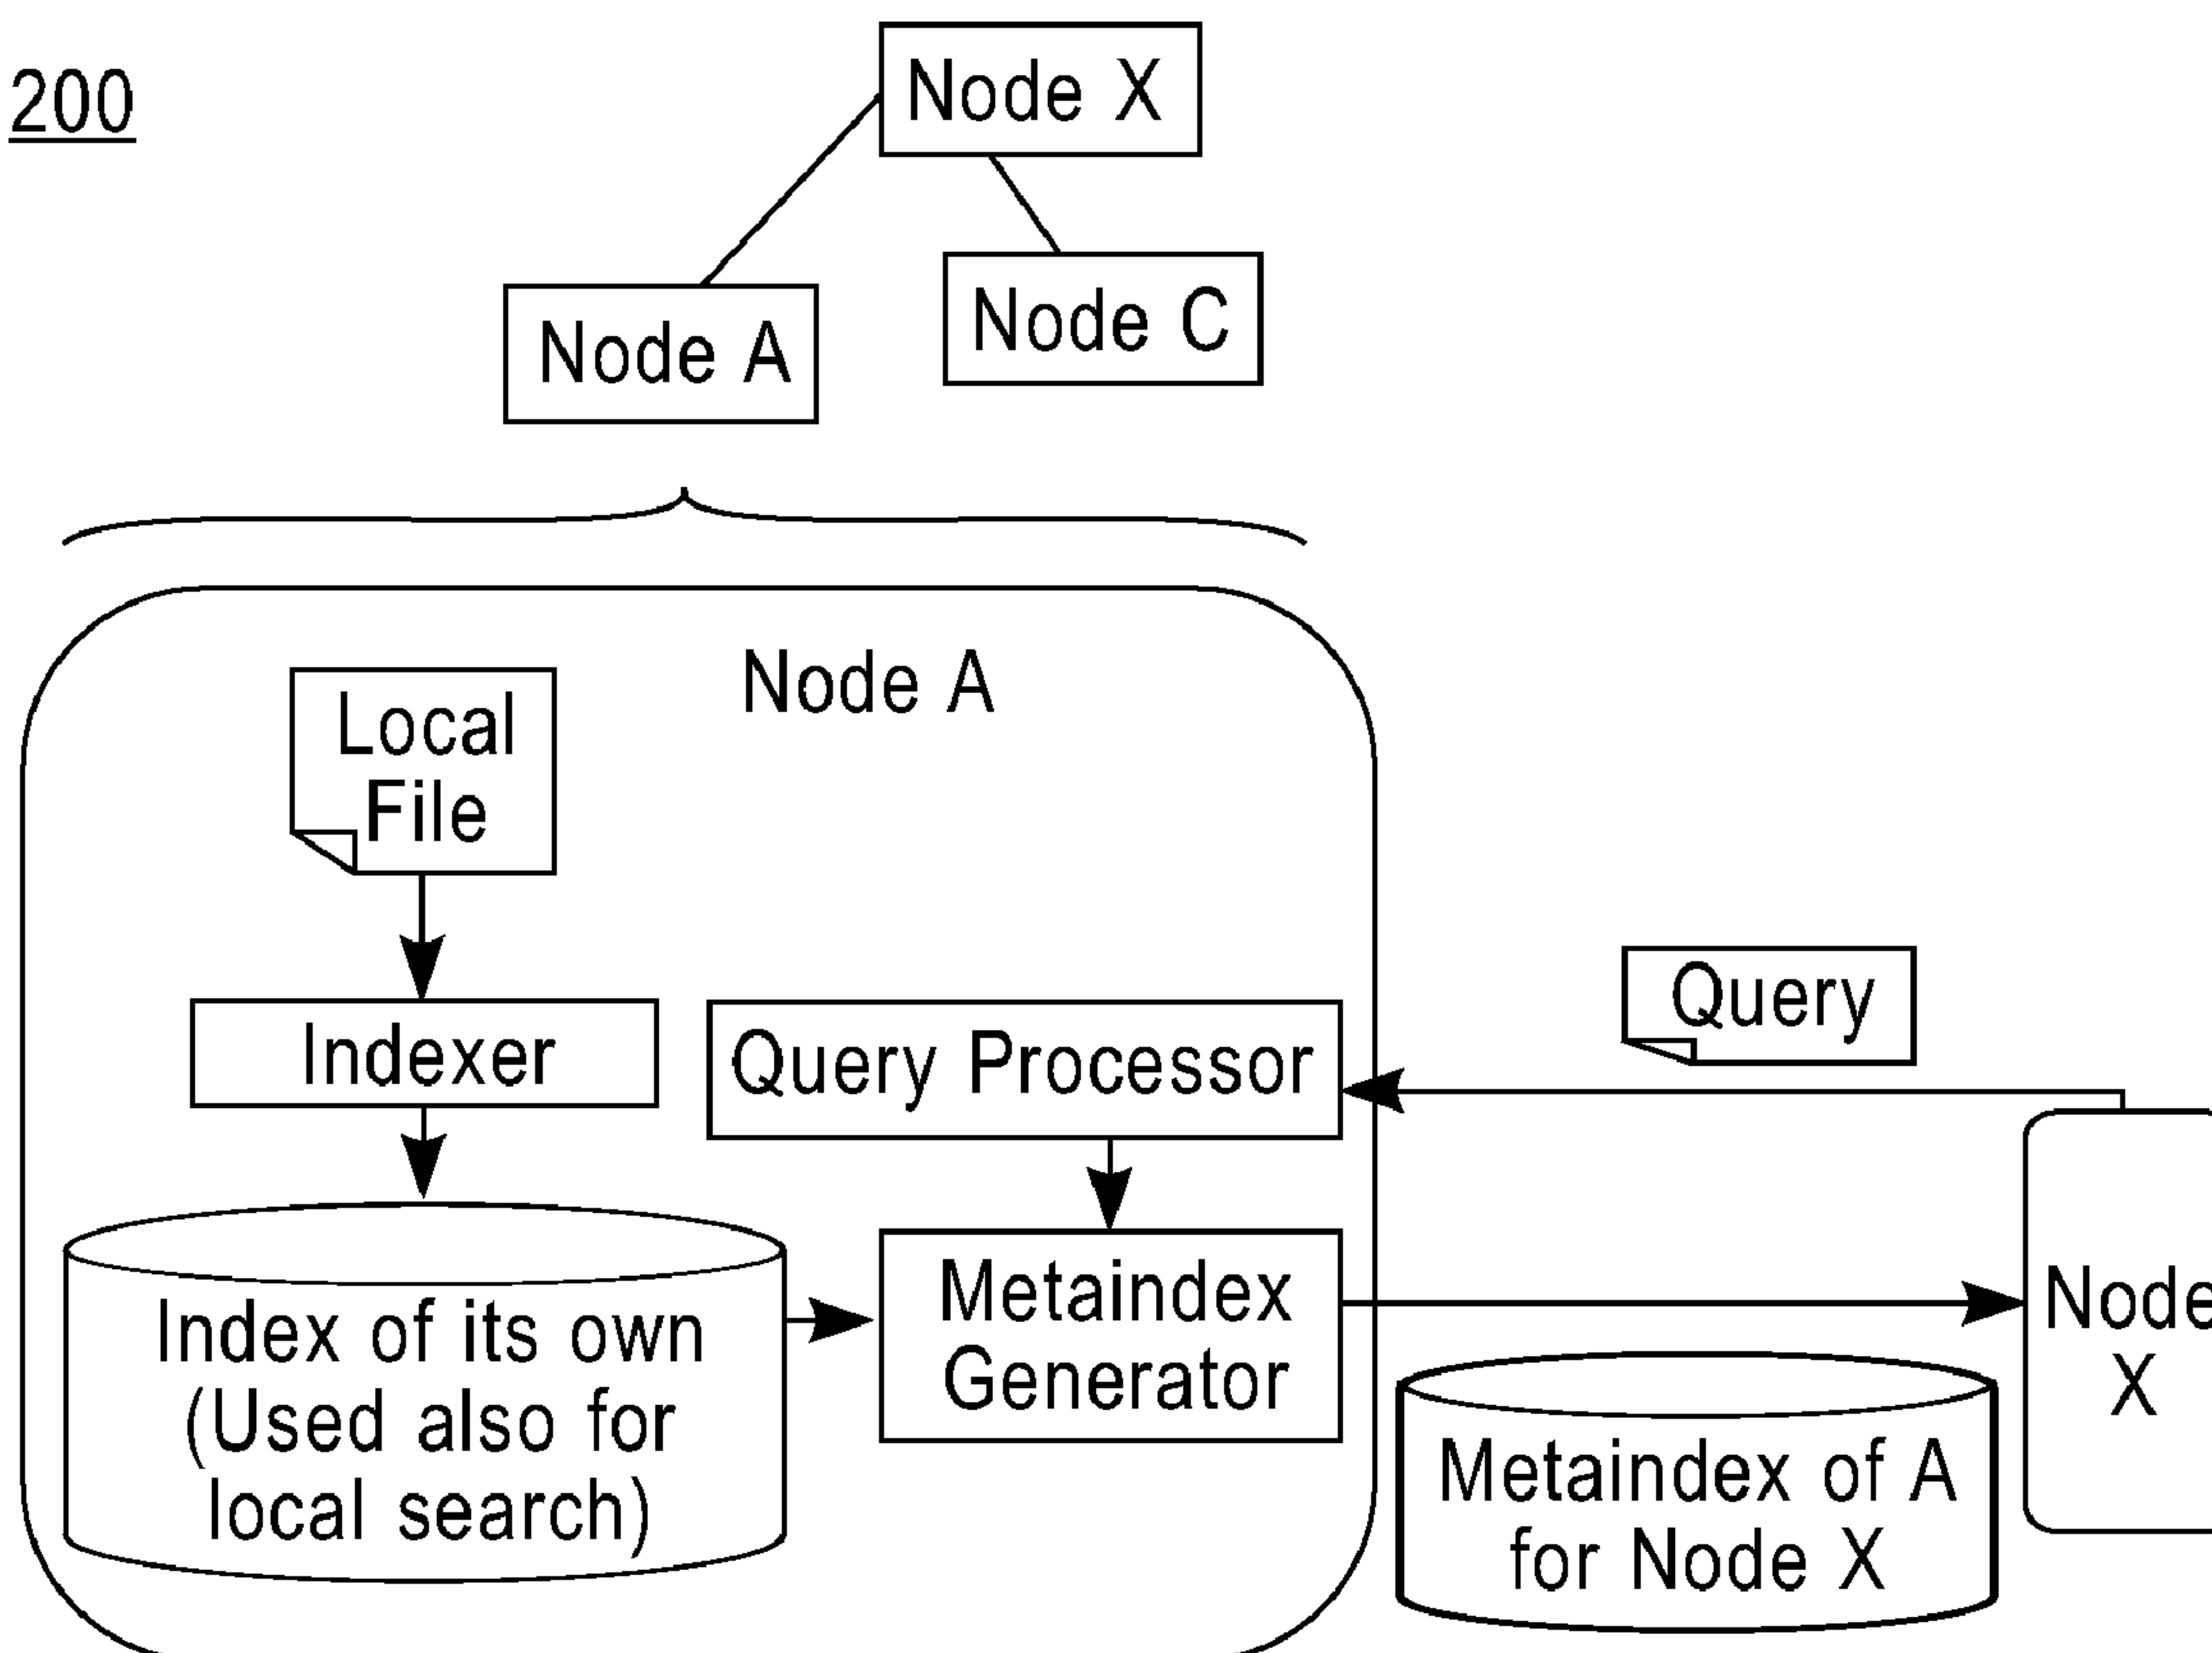 200
Node X
Node A
Node C
Node A
Local
File
Indexer
Query Processor
Query
Index of its own
(Used also for
local search)
Metaindex
Generator
Node
X
Metaindex of A
for Node X